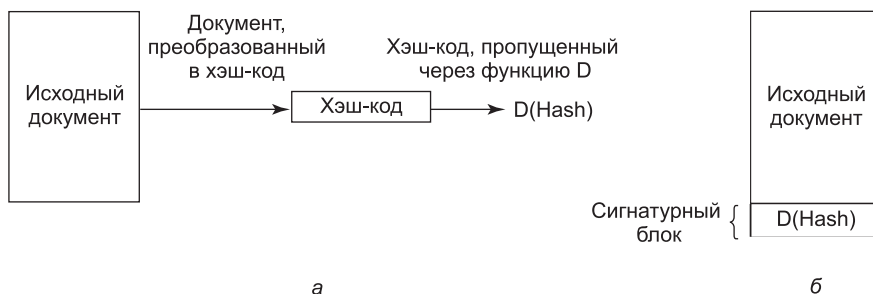 Исходный
документ
Документ,
преобразованный
в хэш-код
Хэш-код
Хэш-код, пропущенный
через функцию D
D(Hash)
Исходный
документ
Сигнатурный
блок
D(Hash)
а
б